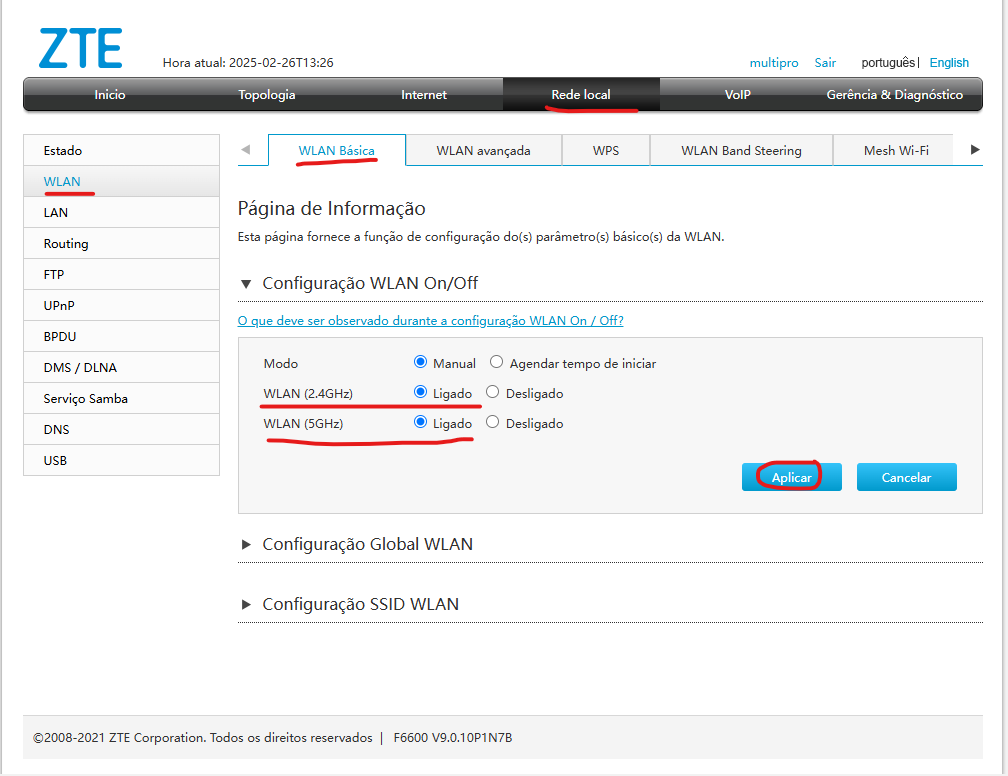 ZTE
Hora atual: 2025-02-26T13:26
multipro Sair português| English
Inicio Topologia Internet Rede local VoIP Gerência & Diagnóstico
Estado
WLAN
LAN
Routing
FTP
UPnP
BPDU
DMS / DLNA
Serviço Samba
DNS
USB
WLAN Básica WLAN avançada WPS WLAN Band Steering Mesh Wi-Fi
Página de Informação
Esta página fornece a função de configuração do(s) parâmetro(s) básico(s) da WLAN.
Configuração WLAN On/Off
O que deve ser observado durante a configuração WLAN On / Off?
Modo Manual Agendar tempo de iniciar
WLAN (2.4GHz) Ligado Desligado
WLAN (5GHz) Ligado Desligado
Aplicar Cancelar
Configuração Global WLAN
Configuração SSID WLAN
©2008-2021 ZTE Corporation. Todos os direitos reservados | F6600 V9.0.10P1N7B